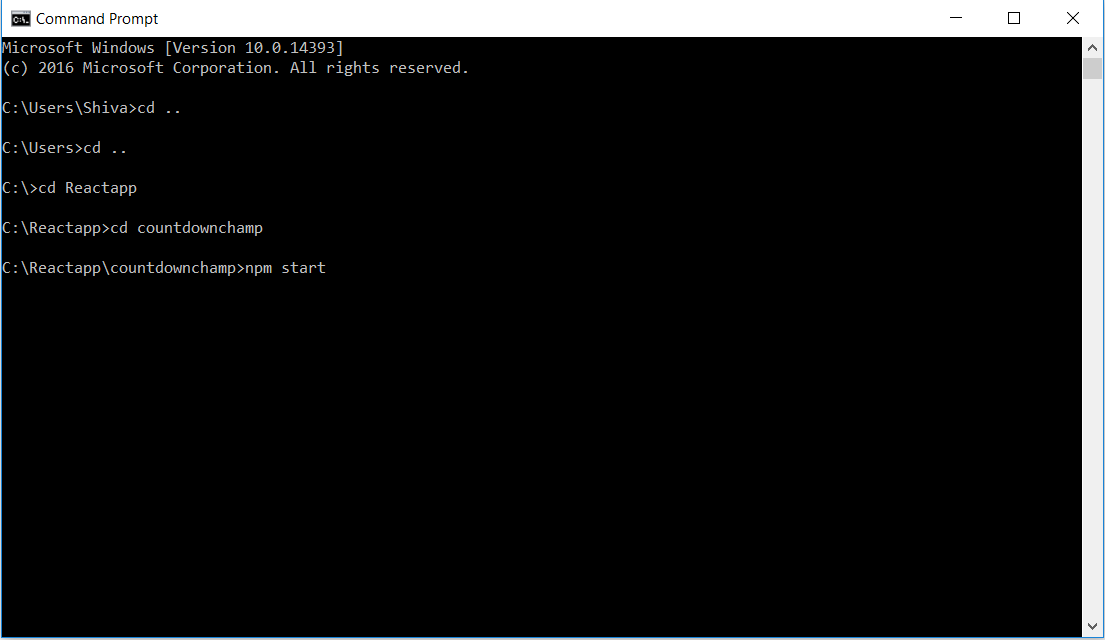 Command Prompt
Microsoft Windows [Version 10.0.14393]
(c) 2016 Microsoft Corporation. All rights reserved.
C:\Users\Shiva>cd ..
C:\Users>cd ..
C:\>cd Reactapp
C:\Reactapp>cd countdownchamp
C:\Reactapp\countdownchamp>npm start